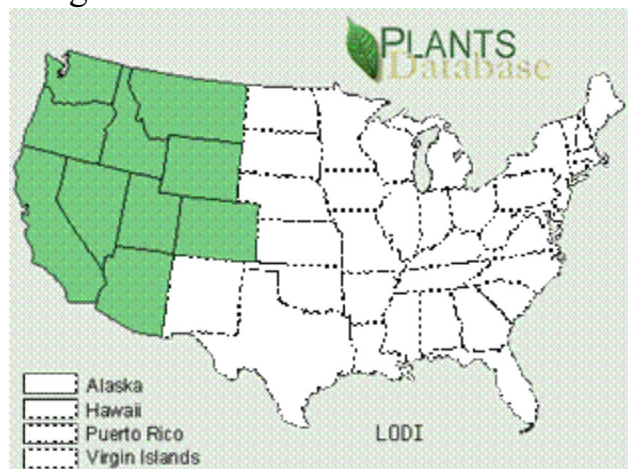 PLANTS
Database
Alaska
Hawaii
Puerto Rico
Virgin Islands
LODI